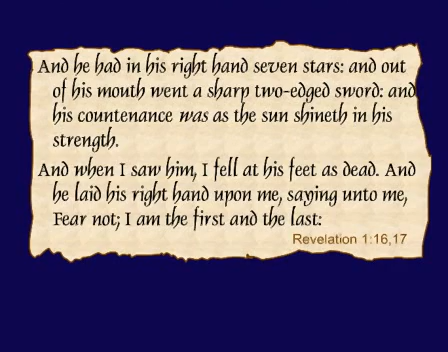 And he had in his right hand seven stars: and out
of his mouth went a sharp two-edged sword: and
his countenance was as the sun shineth in his
strength.
And when I saw him, I fell at his feet as dead. And
he laid his right hand upon me, saying unto me,
Fear not; I am the first and the last:
Revelation 1:16,17